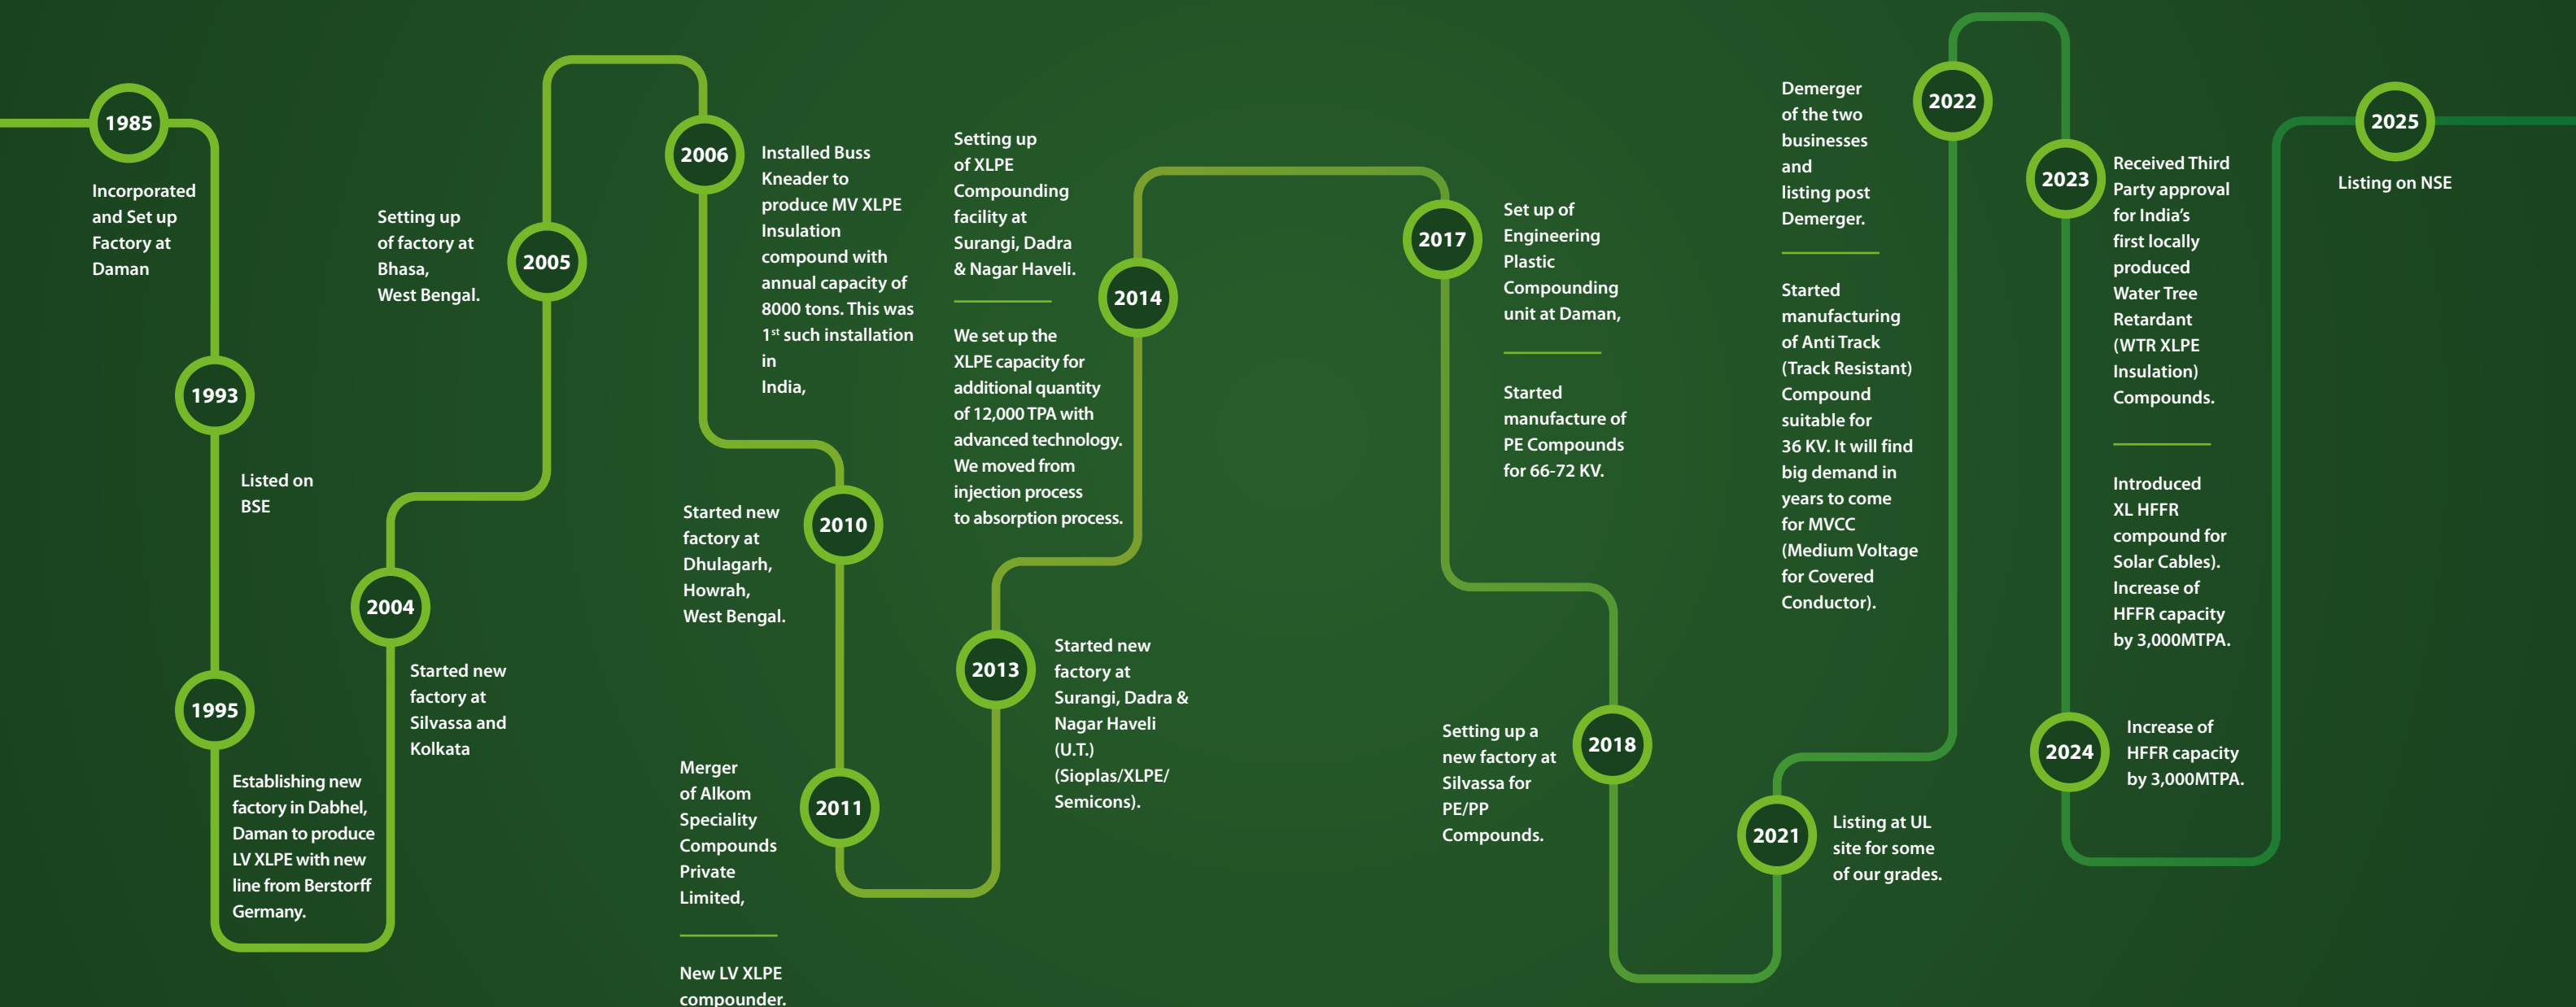 1985
Incorporated
and Set up
Factory at
Daman
1993
Listed on
BSE
1995
Establishing new
factory in Dabhel,
Daman to produce
LV XLPE with new
line from Berstorff
Germany.
2004
Started new
factory at
Silvassa and
Kolkata
2005
Setting up
of factory at
Bhasa,
West Bengal.
2006
Installed Buss
Kneader to
produce MV XLPE
Insulation
compound with
annual capacity of
8000 tons. This was
1st such installation
in
India,
2010
Started new
factory at
Dhulagarh,
Howrah,
West Bengal.
2011
Merger
of Alkom
Speciality
Compounds
Private
Limited,
New LV XLPE
compounder.
2013
Started new
factory at
Surangi, Dadra &
Nagar Haveli
(U.T.)
(Sioplas/XLPE/
Semicons).
2014
Setting up
of XLPE
Compounding
facility at
Surangi, Dadra
& Nagar Haveli.
We set up the
XLPE capacity for
additional quantity
of 12,000 TPA with
advanced technology.
We moved from
injection process
to absorption process.
2017
Set up of
Engineering
Plastic
Compounding
unit at Daman,
Started
manufacture of
PE Compounds
for 66-72 KV.
2018
Setting up a
new factory at
Silvassa for
PE/PP
Compounds.
2021
Listing at UL
site for some
of our grades.
2022
Demerger
of the two
businesses
and
listing post
Demerger.
Started
manufacturing
of Anti Track
(Track Resistant)
Compound
suitable for
36 KV. It will find
big demand in
years to come
for MVCC
(Medium Voltage
for Covered
Conductor).
2023
Received Third
Party approval
for India’s
first locally
produced
Water Tree
Retardant
(WTR XLPE
Insulation)
Compounds.
Introduced
XL HFFR
compound for
Solar Cables).
Increase of
HFFR capacity
by 3,000MTPA.
2024
Increase of
HFFR capacity
by 3,000MTPA.
2025
Listing on NSE